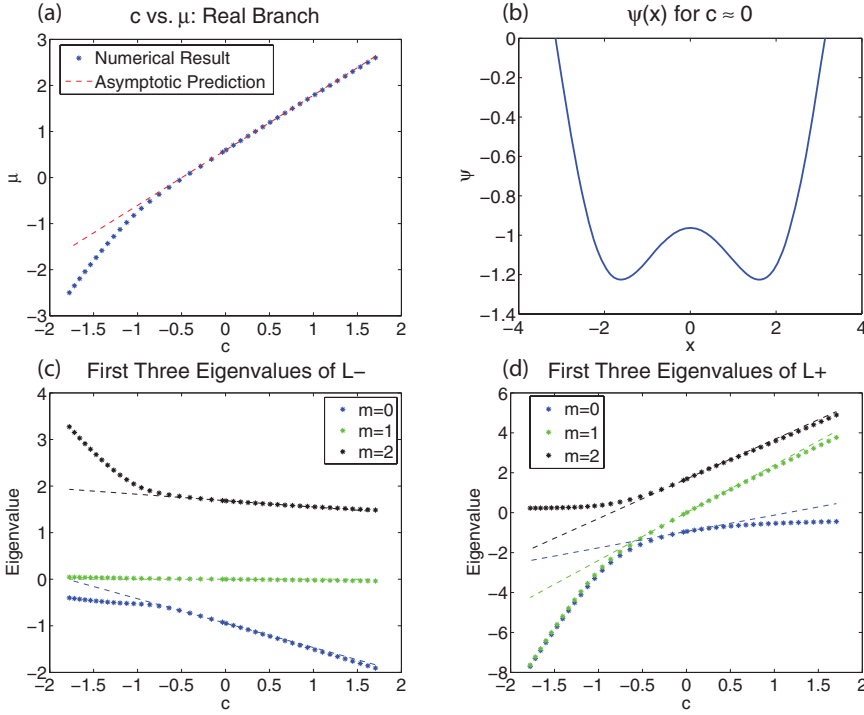 (a) c vs. μ: Real Branch
3
2
1
0
−1
−2
−3
μ
Numerical Result
Asymptotic Prediction
−2 −1.5 −1 −0.5 0 0.5 1 1.5 2
c
(b) ψ(x) for c ≈ 0
0
−0.2
−0.4
−0.6
−0.8
−1
−1.2
−1.4
ψ
−4 −2 0 2 4
x
(c) First Three Eigenvalues of L−
4
3
2
1
0
−1
−2
Eigenvalue
m=0
m=1
m=2
−2 −1.5 −1 −0.5 0 0.5 1 1.5 2
c
(d) First Three Eigenvalues of L+
6
4
2
0
−2
−4
−6
−8
Eigenvalue
m=0
m=1
m=2
−2 −1.5 −1 −0.5 0 0.5 1 1.5 2
c